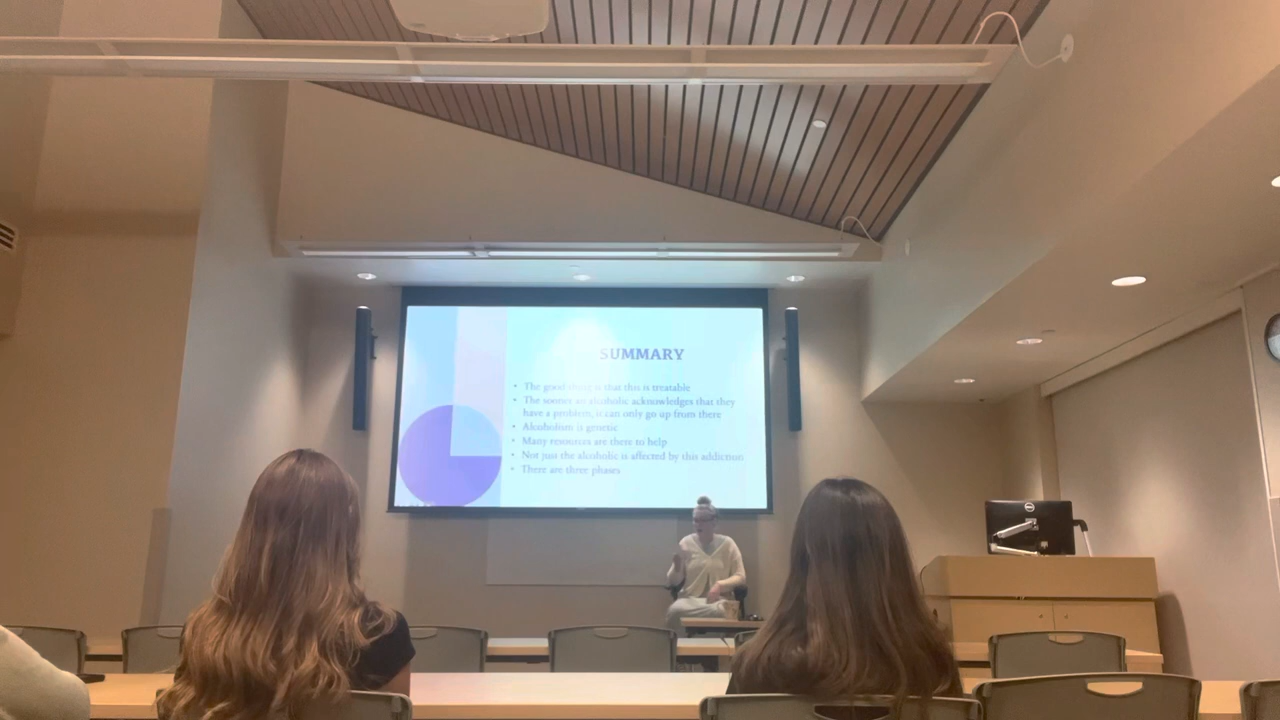 SUMMARY
• The good thing is that this is treatable
• The sooner an alcoholic acknowledges that they
have a problem, it can only go up from there
• Alcoholism is genetic
• Many resources are there to help
• Not just the alcoholic is affected by this addiction
• There are three phases
DELL